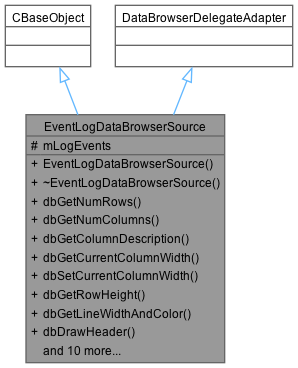 CBaseObject
DataBrowserDelegateAdapter
EventLogDataBrowserSource
# mLogEvents
+ EventLogDataBrowserSource()
+ ~EventLogDataBrowserSource()
+ dbGetNumRows()
+ dbGetNumColumns()
+ dbGetColumnDescription()
+ dbGetCurrentColumnWidth()
+ dbSetCurrentColumnWidth()
+ dbGetRowHeight()
+ dbGetLineWidthAndColor()
+ dbDrawHeader()
and 10 more...